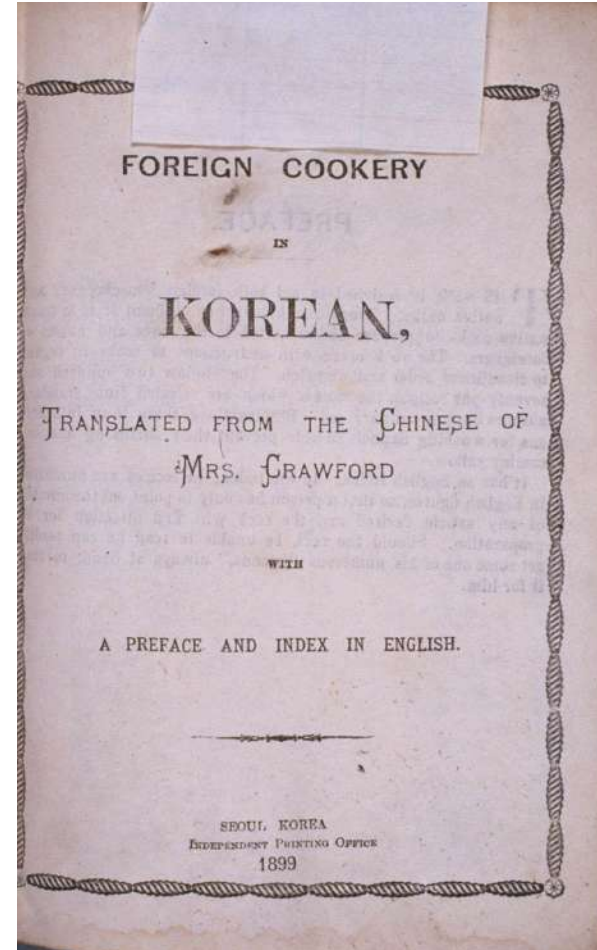 FOREIGN COOKERY
IN
KOREAN,
TRANSLATED FROM THE CHINESE OF
MRS. CRAWFORD
WITH
A PREFACE AND INDEX IN ENGLISH.
SEOUL KOREA
INDEPENDENT PRINTING OFFICE
1899